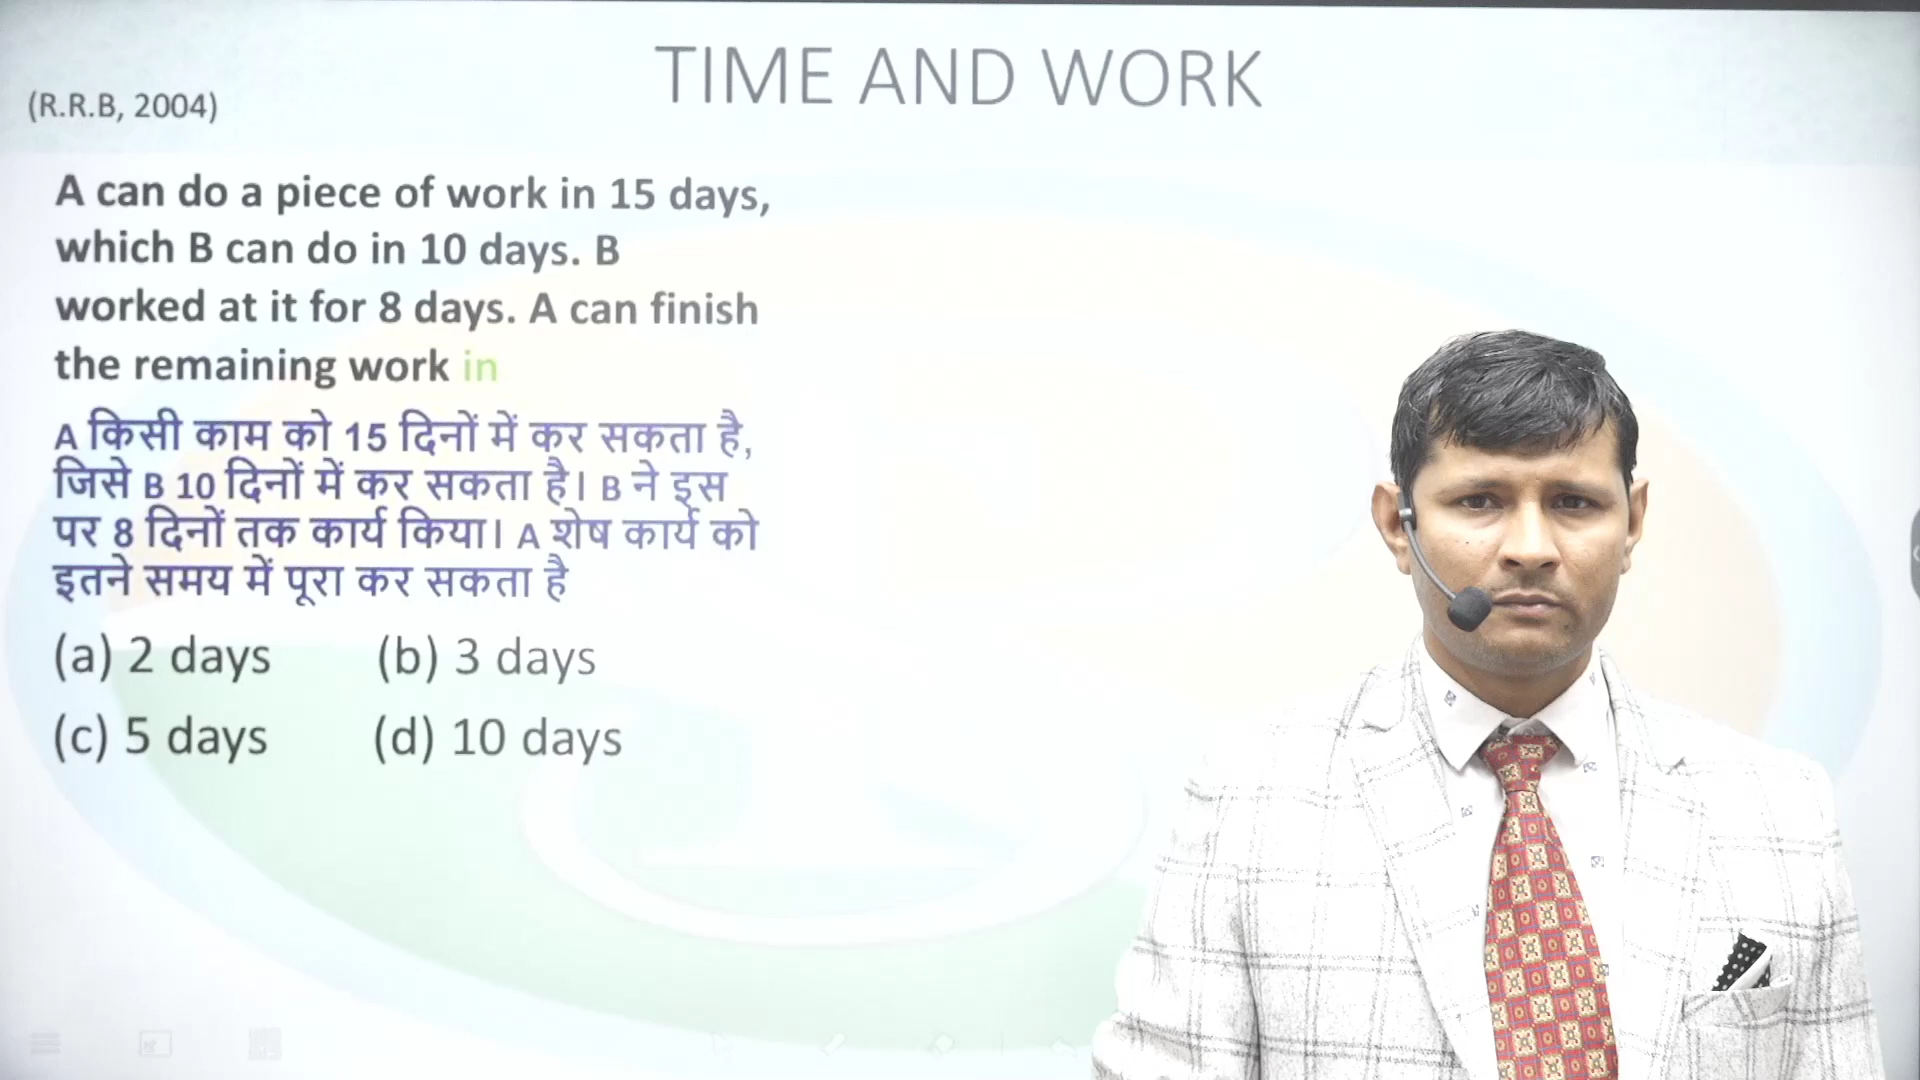 TIME AND WORK
(R.R.B, 2004)
A can do a piece of work in 15 days,
which B can do in 10 days. B
worked at it for 8 days. A can finish
the remaining work in
A किसी काम को 15 दिनों में कर सकता है,
जिसे B 10 दिनों में कर सकता है। B ने इस
पर 8 दिनों तक कार्य किया। A शेष कार्य को
इतने समय में पूरा कर सकता है
(a) 2 days (b) 3 days
(c) 5 days (d) 10 days